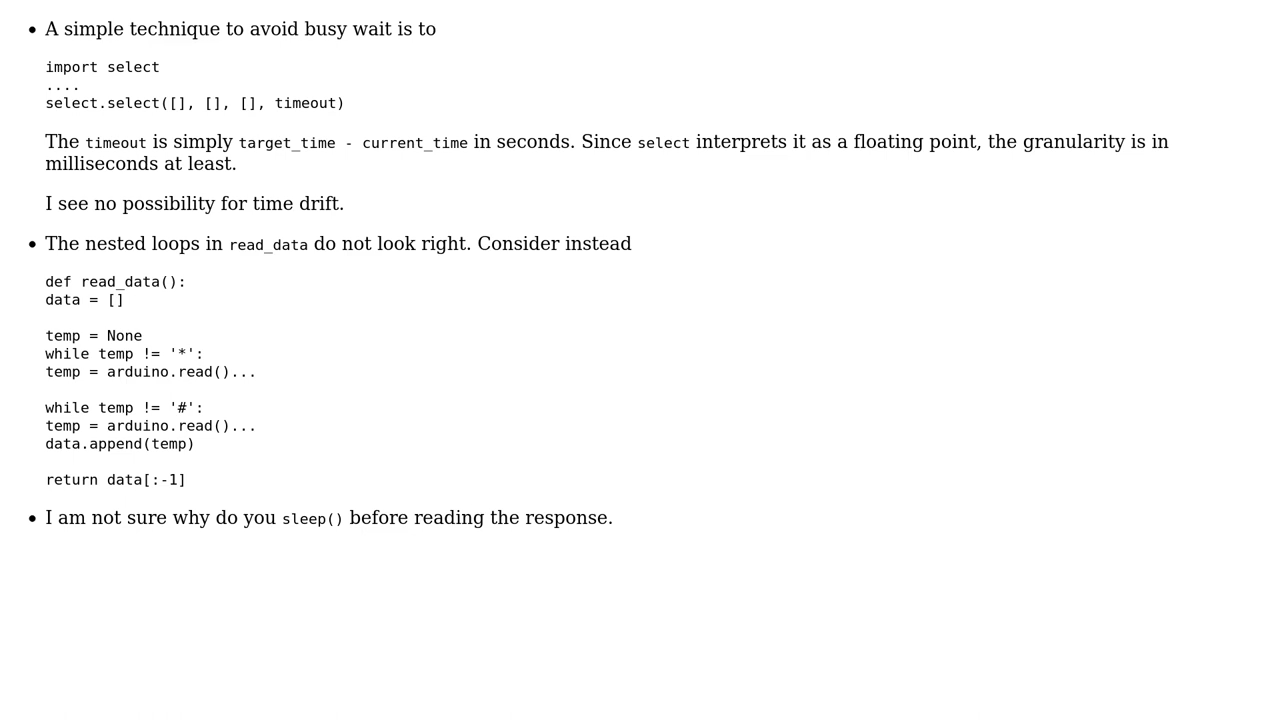 • A simple technique to avoid busy wait is to
import select
....
select.select([], [], [], timeout)
The timeout is simply target_time - current_time in seconds. Since select interprets it as a floating point, the granularity is in
milliseconds at least.
I see no possibility for time drift.
• The nested loops in read_data do not look right. Consider instead
def read_data():
data = []
temp = None
while temp != '*':
temp = arduino.read()...
while temp != '#':
temp = arduino.read()...
data.append(temp)
return data[:-1]
• I am not sure why do you sleep() before reading the response.